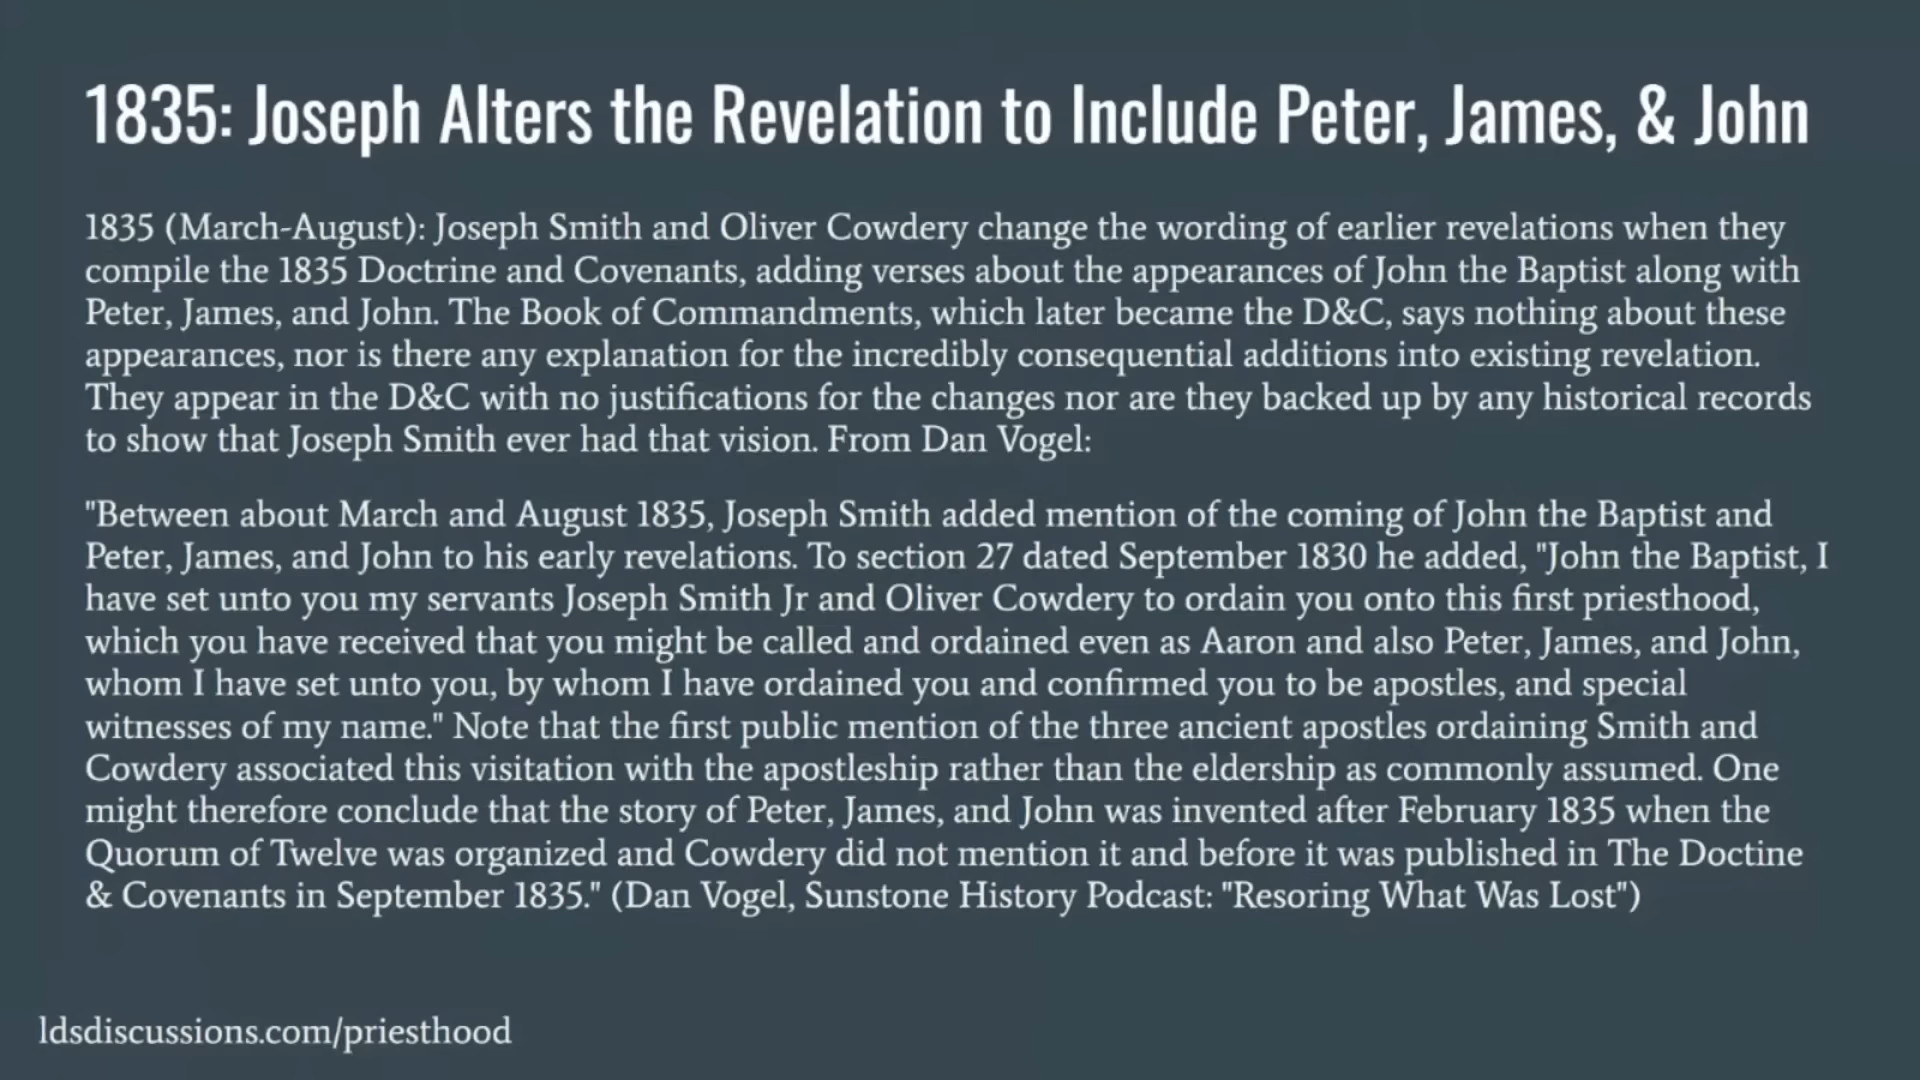 1835: Joseph Alters the Revelation to Include Peter, James, & John
1835 (March-August): Joseph Smith and Oliver Cowdery change the wording of earlier revelations when they
compile the 1835 Doctrine and Covenants, adding verses about the appearances of John the Baptist along with
Peter, James, and John. The Book of Commandments, which later became the D&C, says nothing about these
appearances, nor is there any explanation for the incredibly consequential additions into existing revelation.
They appear in the D&C with no justifications for the changes nor are they backed up by any historical records
to show that Joseph Smith ever had that vision. From Dan Vogel:
"Between about March and August 1835, Joseph Smith added mention of the coming of John the Baptist and
Peter, James, and John to his early revelations. To section 27 dated September 1830 he added, "John the Baptist, I
have set unto you my servants Joseph Smith Jr and Oliver Cowdery to ordain you onto this first priesthood,
which you have received that you might be called and ordained even as Aaron and also Peter, James, and John,
whom I have set unto you, by whom I have ordained you and confirmed you to be apostles, and special
witnesses of my name." Note that the first public mention of the three ancient apostles ordaining Smith and
Cowdery associated this visitation with the apostleship rather than the eldership as commonly assumed. One
might therefore conclude that the story of Peter, James, and John was invented after February 1835 when the
Quorum of Twelve was organized and Cowdery did not mention it and before it was published in The Doctine
& Covenants in September 1835." (Dan Vogel, Sunstone History Podcast: "Resoring What Was Lost")
ldsdiscussions.com/priesthood